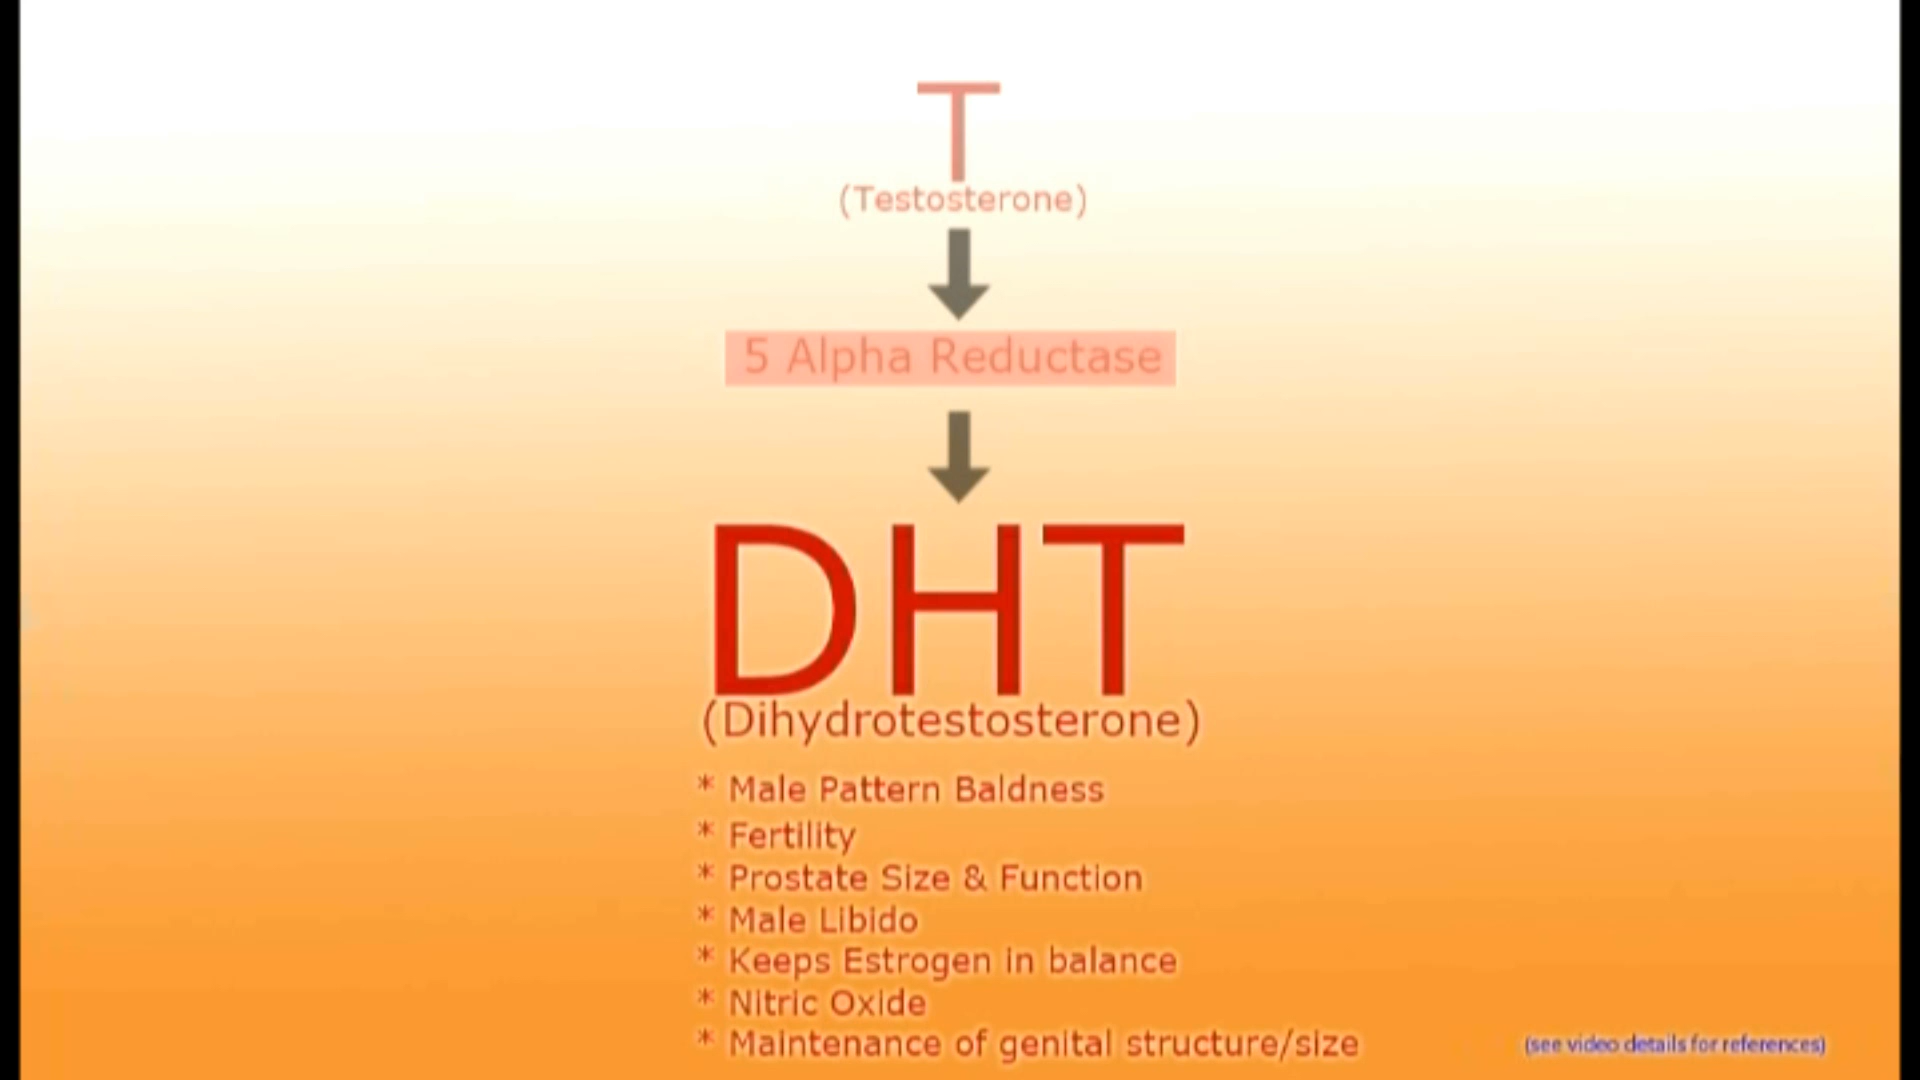 T
(Testosterone)
5 Alpha Reductase
DHT
(Dihydrotestosterone)
* Male Pattern Baldness
* Fertility
* Prostate Size & Function
* Male Libido
* Keeps Estrogen in balance
* Nitric Oxide
* Maintenance of genital structure/size
(see video details for references)